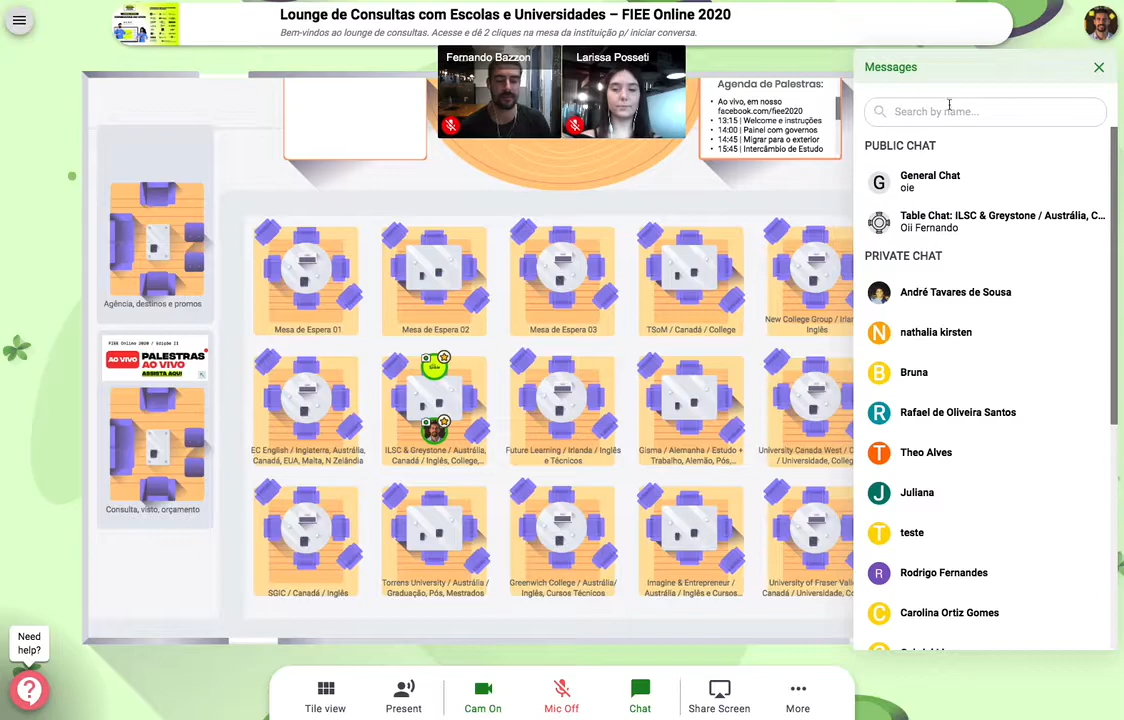 Lounge de Consultas com Escolas e Universidades – FIEE Online 2020
Bem-vindos ao lounge de consultas. Acesse e dê 2 cliques na mesa da instituição p/ iniciar conversa.
Fernando Bazzon
Larissa Posseti
Agenda de Palestras:
• Ao vivo, em nosso
facebook.com/fiee2020
• 13:15 | Welcome e instruções
• 14:00 | Painel com governos
• 14:45 | Migrar para o exterior
• 15:45 | Intercâmbio de Estudo
Agência, destinos e promos
FIEE Online 2020 / Edição II
AO VIVO
PALESTRAS
AO VIVO
ASSISTA AQUI
Consulta, visto, orçamento
Mesa de Espera 01
Mesa de Espera 02
Mesa de Espera 03
TSoM / Canadá / College
New College Group /
Inglês
EC English / Inglaterra, Austrália,
Canadá, EUA, Malta, N Zelândia
ILSC & Greystone / Austrália,
Canadá / Inglês, College,...
Future Learning / Irlanda / Inglês
e Técnicos
Gisma / Alemanha / Estudo +
Trabalho, Alemão, Pós,...
University Canada West /
/ Universidade,
SGIC / Canadá / Inglês
Torrens University / Austrália /
Graduação, Pós, Mestrados
Greenwich College / Austrália/
Inglês, Cursos Técnicos
Imagine & Entrepreneur /
Austrália / Inglês e Cursos...
University of Fraser
Canadá / Universidade,
Messages
Search by name...
PUBLIC CHAT
G
General Chat
oie
Table Chat: ILSC & Greystone / Austrália, C...
Oii Fernando
PRIVATE CHAT
André Tavares de Sousa
N
nathalia kirsten
B
Bruna
R
Rafael de Oliveira Santos
T
Theo Alves
J
Juliana
T
teste
R
Rodrigo Fernandes
C
Carolina Ortiz Gomes
Need
help?
?
Tile view
Present
Cam On
Mic Off
Chat
Share Screen
More